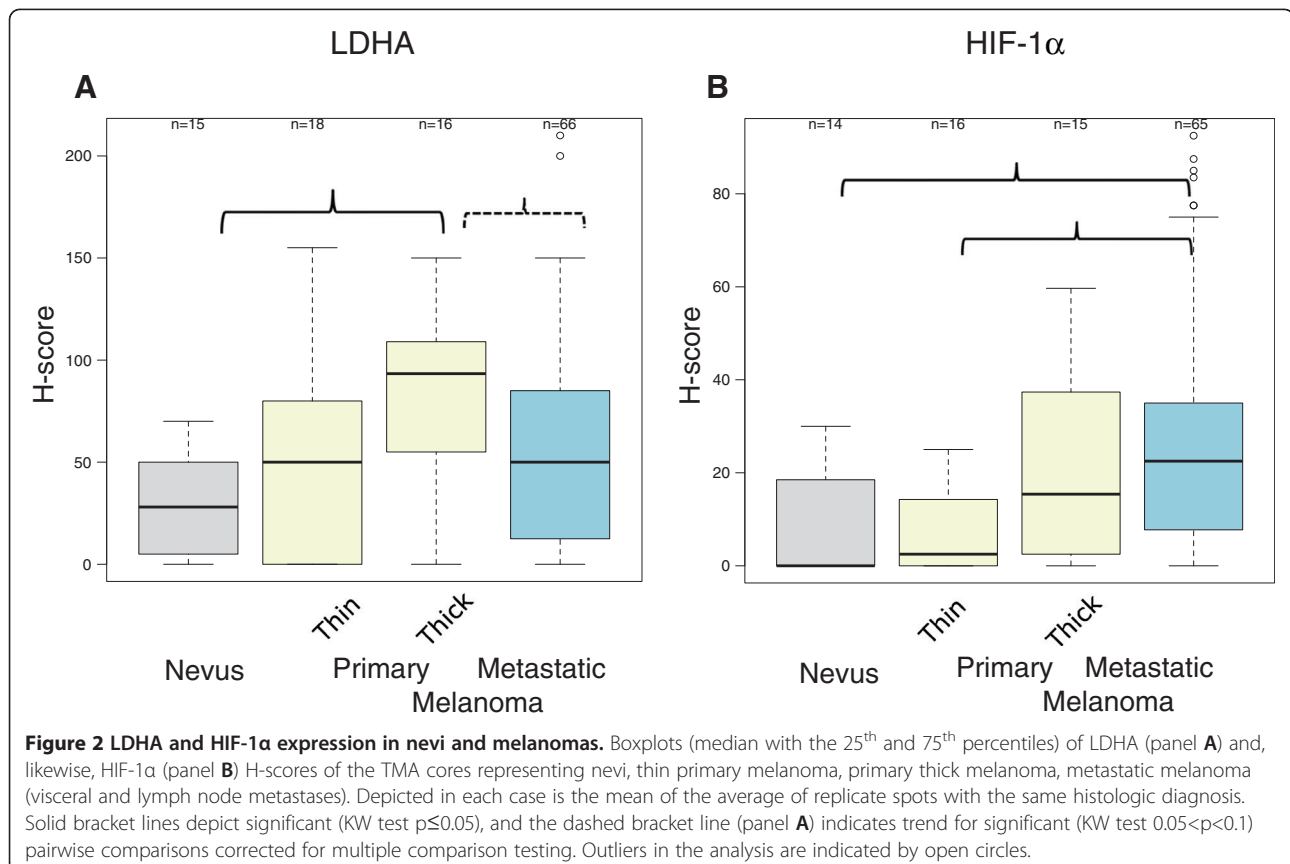 LDHA
HIF-1α
A
B
n=15 n=18 n=16 n=66
200
150
100
50
0
H-score
Thin
Thick
Nevus
Primary
Metastatic
Melanoma
n=14 n=16 n=15 n=65
80
60
40
20
0
H-score
Thin
Thick
Nevus
Primary
Metastatic
Melanoma
Figure 2 LDHA and HIF-1α expression in nevi and melanomas. Boxplots (median with the 25th and 75th percentiles) of LDHA (panel A) and,
likewise, HIF-1α (panel B) H-scores of the TMA cores representing nevi, thin primary melanoma, primary thick melanoma, metastatic melanoma
(visceral and lymph node metastases). Depicted in each case is the mean of the average of replicate spots with the same histologic diagnosis.
Solid bracket lines depict significant (KW test p≤0.05), and the dashed bracket line (panel A) indicates trend for significant (KW test 0.05<p<0.1)
pairwise comparisons corrected for multiple comparison testing. Outliers in the analysis are indicated by open circles.